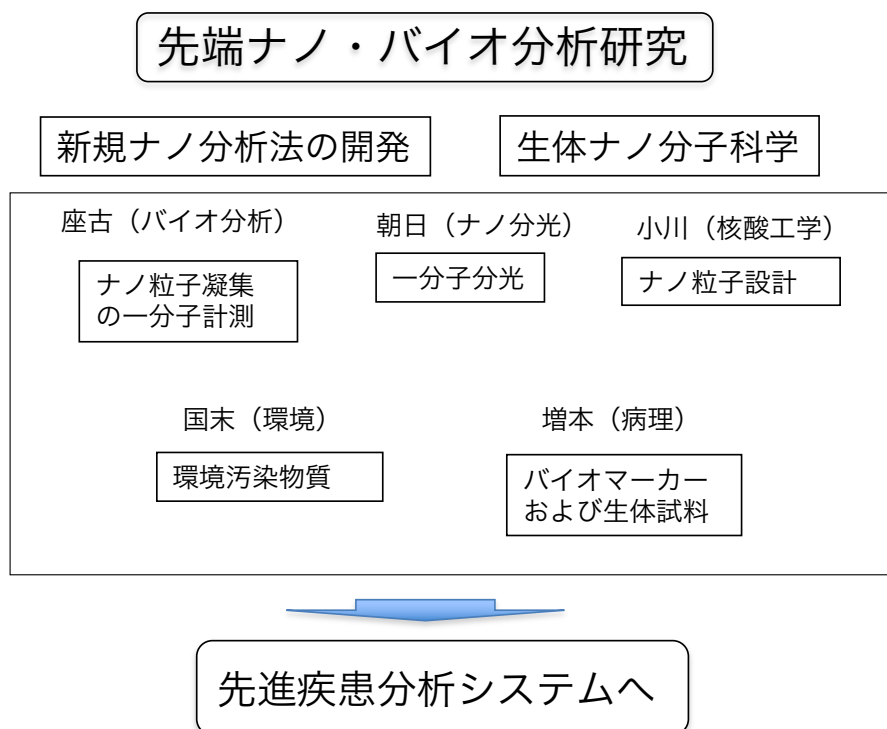 先端ナノ・バイオ分析研究
新規ナノ分析法の開発
生体ナノ分子科学
座古（バイオ分析）
ナノ粒子凝集
の一分子計測
朝日（ナノ分光）
一分子分光
小川（核酸工学）
ナノ粒子設計
国末（環境）
環境汚染物質
増本（病理）
バイオマーカー
および生体試料
先進疾患分析システムへ